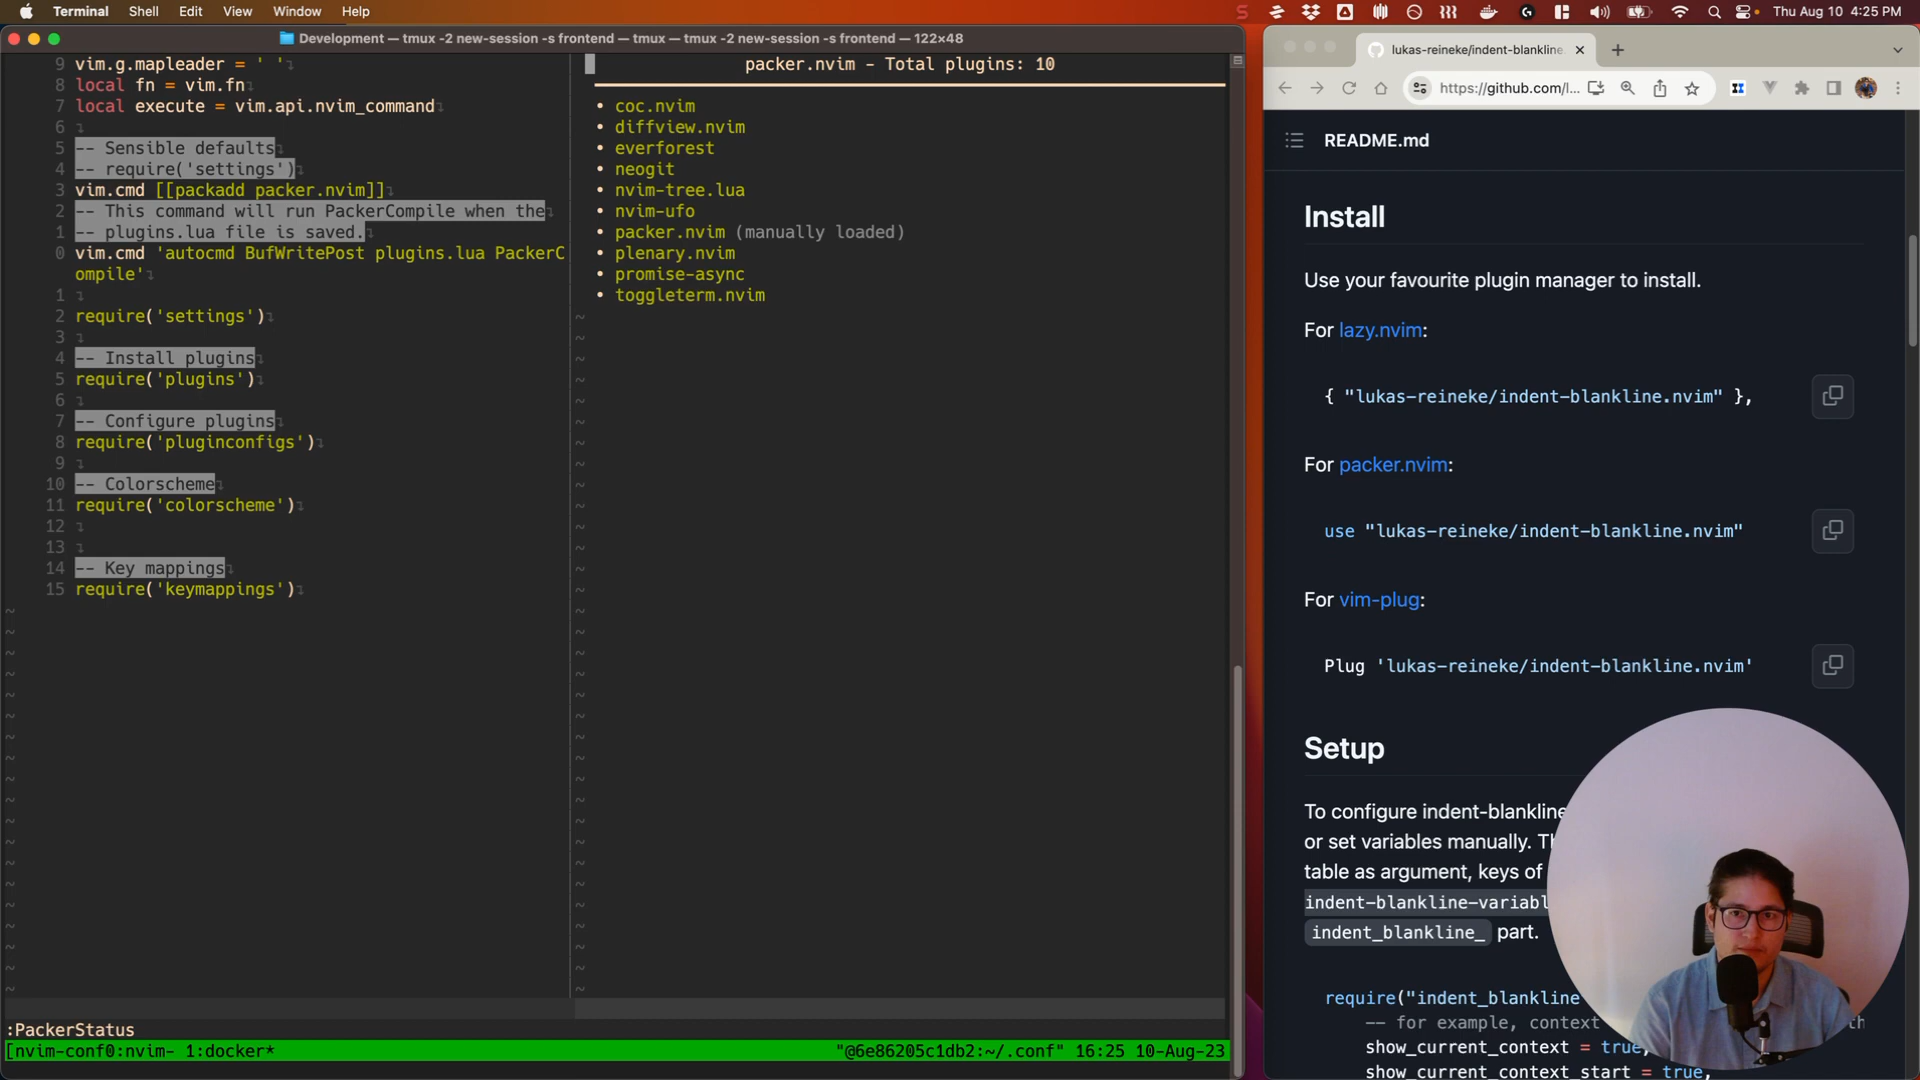 Terminal Shell Edit View Window Help
Thu Aug 10 4:25 PM
Development — tmux -2 new-session -s frontend — tmux — tmux -2 new-session -s frontend — 122×48
9 vim.g.mapleader = ' '
8 local fn = vim.fn
7 local execute = vim.api.nvim_command
6
5 -- Sensible defaults
4 -- require('settings')
3 vim.cmd [[packadd packer.nvim]]
2 -- This command will run PackerCompile when the
1 -- plugins.lua file is saved.
0 vim.cmd 'autocmd BufWritePost plugins.lua PackerC
ompile'
1
2 require('settings')
3
4 -- Install plugins
5 require('plugins')
6
7 -- Configure plugins
8 require('pluginconfigs')
9
10 -- Colorscheme
11 require('colorscheme')
12
13
14 -- Key mappings
15 require('keymappings')
packer.nvim - Total plugins: 10
• coc.nvim
• diffview.nvim
• everforest
• neogit
• nvim-tree.lua
• nvim-ufo
• packer.nvim (manually loaded)
• plenary.nvim
• promise-async
• toggleterm.nvim
:PackerStatus
[nvim-conf0:nvim- 1:docker* "@6e86205c1db2:~/.conf" 16:25 10-Aug-23
lukas-reineke/indent-blankline.
https://github.com/l...
README.md
Install
Use your favourite plugin manager to install.
For lazy.nvim:
{ "lukas-reineke/indent-blankline.nvim" },
For packer.nvim:
use "lukas-reineke/indent-blankline.nvim"
For vim-plug:
Plug 'lukas-reineke/indent-blankline.nvim'
Setup
To configure indent-blankline
or set variables manually.
table as argument, keys of
indent-blankline-variabl
indent_blankline_ part.
require("indent_blankline
-- for example, context
show_current_context = true,
show_current_context_start = true,